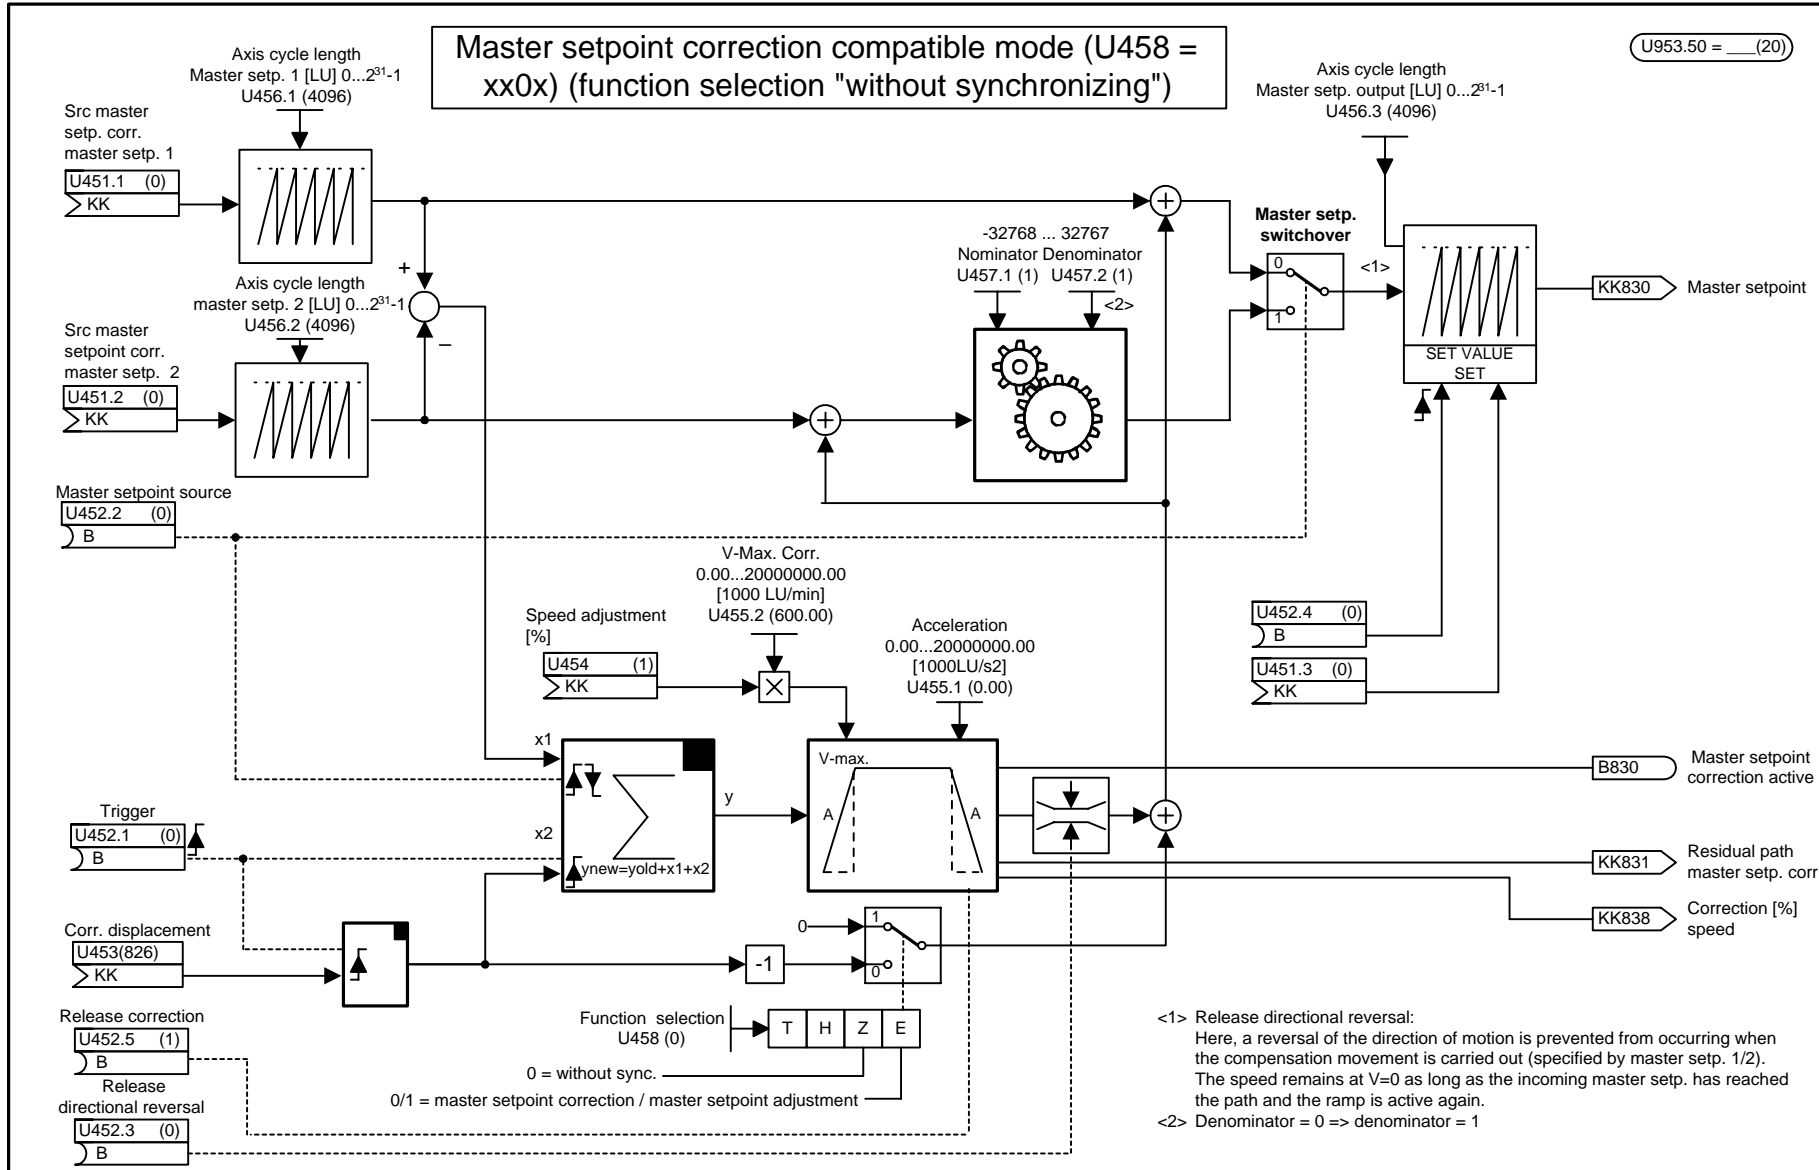 Master setpoint correction compatible mode (U458 =
xx0x) (function selection "without synchronizing")
U953.50 = ___(20)
Axis cycle length
Master setp. 1 [LU] 0...2³¹-1
U456.1 (4096)
Src master
setp. corr.
master setp. 1
U451.1 (0)
KK
Axis cycle length
Master setp. output [LU] 0...2³¹-1
U456.3 (4096)
+
-32768 ... 32767
Nominator Denominator
U457.1 (1) U457.2 (1)
<2>
+
Master setp.
switchover
0
1
<1>
SET VALUE
SET
KK830
Master setpoint
Axis cycle length
master setp. 2 [LU] 0...2³¹-1
U456.2 (4096)
–
Src master
setpoint corr.
master setp. 2
U451.2 (0)
KK
+
Master setpoint source
U452.2 (0)
B
V-Max. Corr.
0.00...20000000.00
[1000 LU/min]
U455.2 (600.00)
Speed adjustment
[%]
U454 (1)
KK
X
Acceleration
0.00...20000000.00
[1000LU/s2]
U455.1 (0.00)
U452.4 (0)
B
U451.3 (0)
KK
x1
x2
ynew=yold+x1+x2
y
V-max.
A
A
+
B830
Master setpoint
correction active
KK831
Residual path
master setp. corr
KK838
Correction [%]
speed
Trigger
U452.1 (0)
B
Corr. displacement
U453(826)
KK
-1
0
1
0
Release correction
U452.5 (1)
B
Release
directional reversal
U452.3 (0)
B
Function selection
U458 (0)
T H Z E
0 = without sync.
0/1 = master setpoint correction / master setpoint adjustment
<1> Release directional reversal:
Here, a reversal of the direction of motion is prevented from occurring when
the compensation movement is carried out (specified by master setp. 1/2).
The speed remains at V=0 as long as the incoming master setp. has reached
the path and the ramp is active again.
<2> Denominator = 0 => denominator = 1